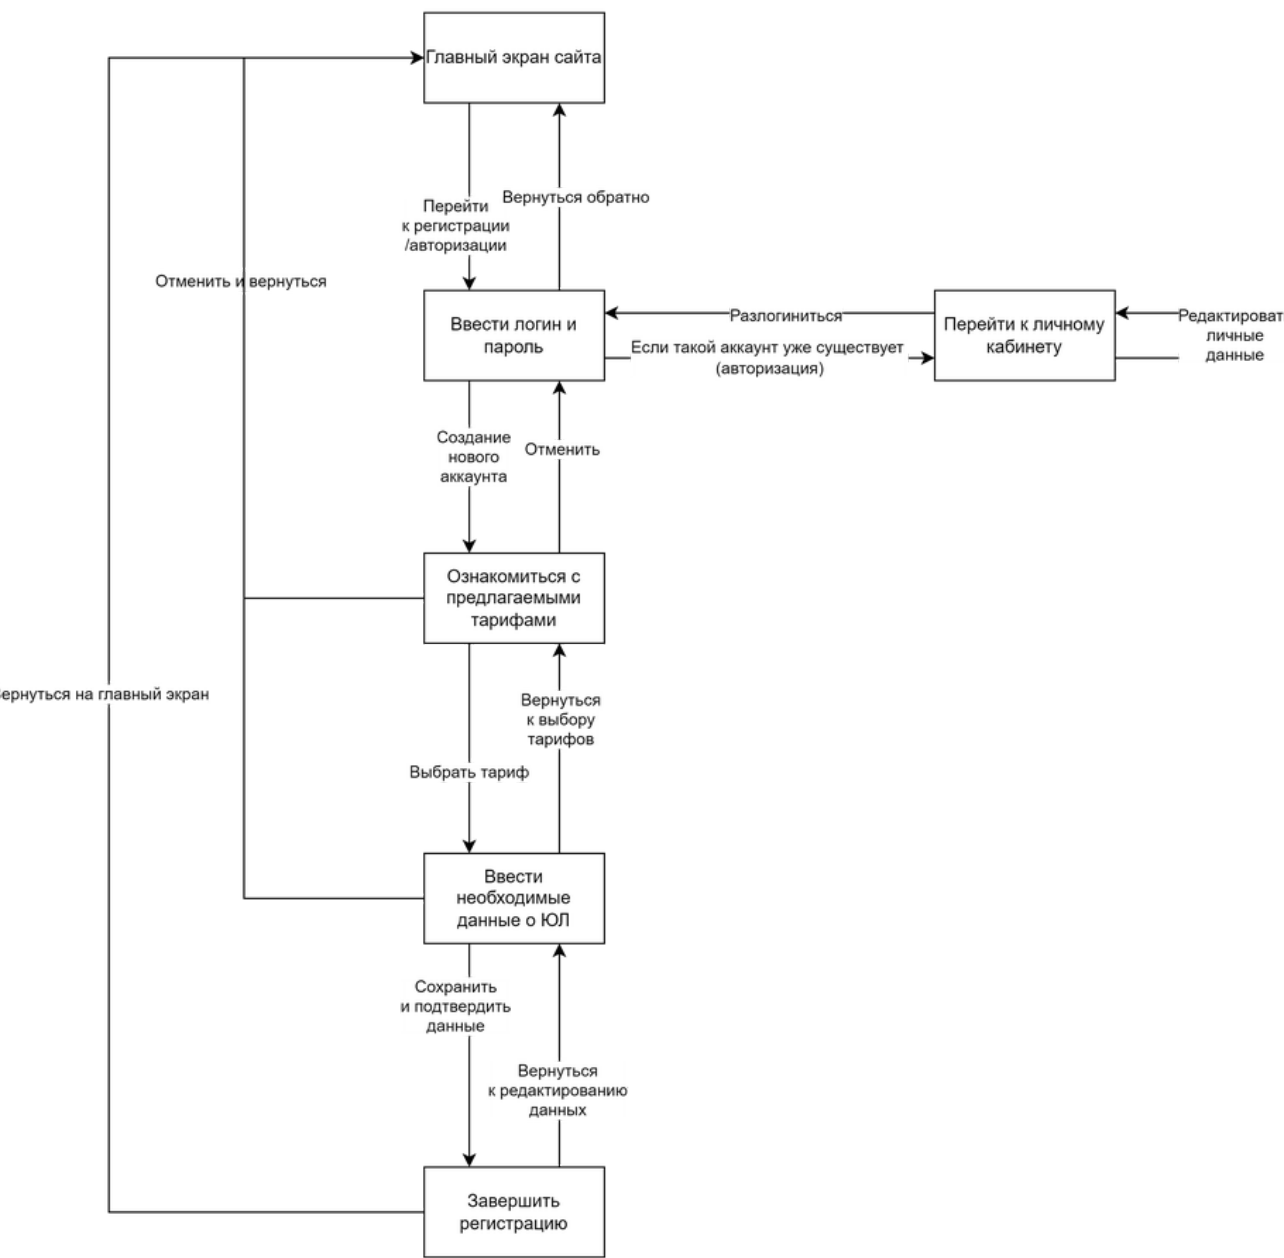 Главный экран сайта
Перейти
к регистрации
/авторизации
Вернуться обратно
Отменить и вернуться
Ввести логин и
пароль
Разлогиниться
Если такой аккаунт уже существует
(авторизация)
Перейти к личному
кабинету
Редактироват
личные
данные
Создание
нового
аккаунта
Отменить
Ознакомиться с
предлагаемыми
тарифами
ернуться на главный экран
Вернуться
к выбору
тарифов
Выбрать тариф
Ввести
необходимые
данные о ЮЛ
Сохранить
и подтвердить
данные
Вернуться
к редактированию
данных
Завершить
регистрацию